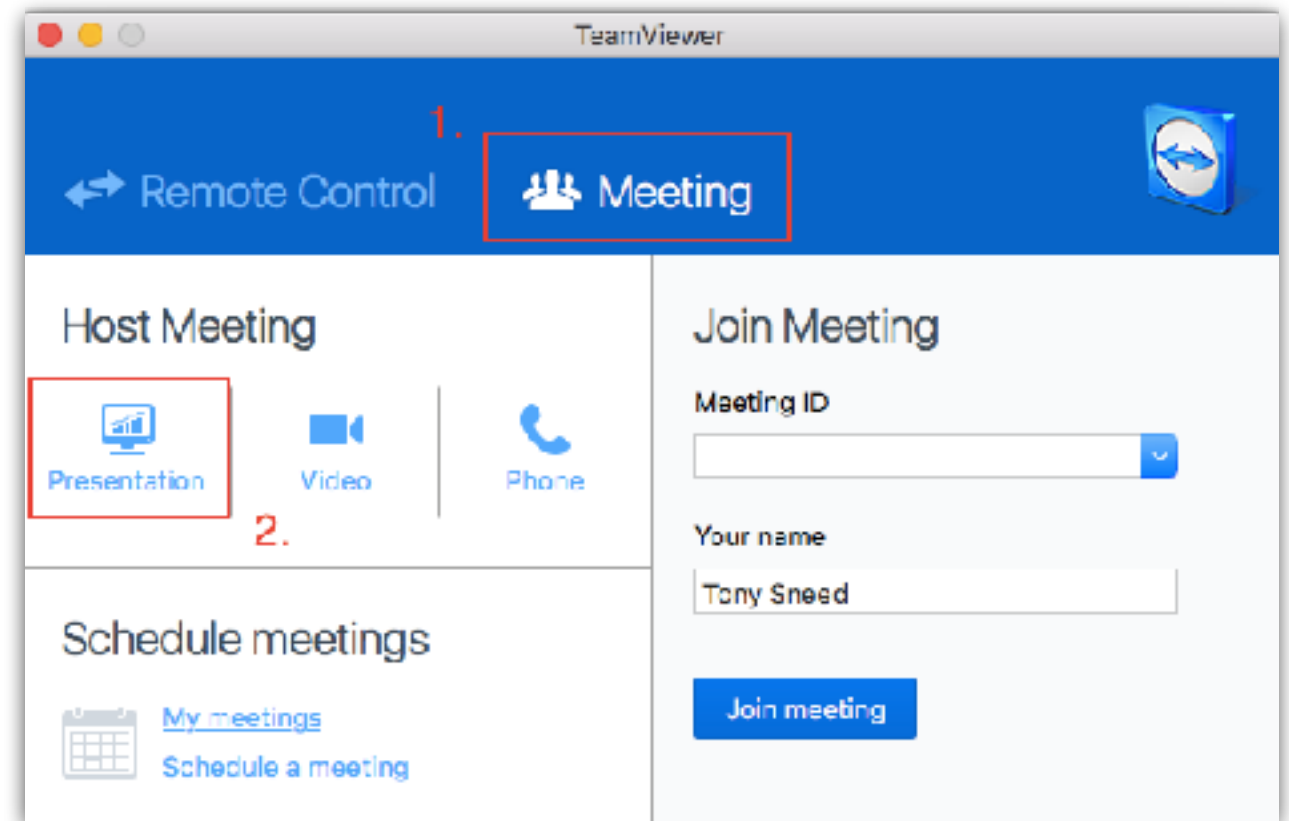 TeamViewer
1.
Remote Control
Meeting
Host Meeting
Presentation
Video
Phone
2.
Schedule meetings
My meetings
Schedule a meeting
Join Meeting
Meeting ID
Your name
Tony Sneed
Join meeting